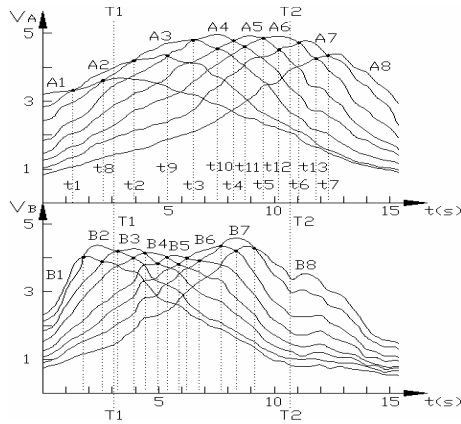 VA T1 T2
5
A1 A2 A3 A4 A5 A6 A7 A8
3
1
t1 t8 t2 t9 t3 t10 t4 t11 t5 t12 t6 t13 t7
5 10 15 t(s)
VB T1 T2
5
B1 B2 B3 B4 B5 B6 B7 B8
3
1
5 10 15 t(s)
T1 T2